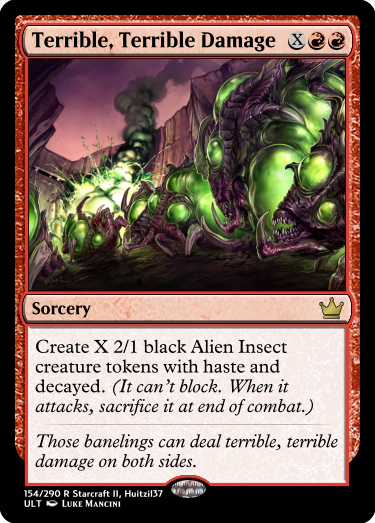 Terrible, Terrible Damage X
Sorcery
Create X 2/1 black Alien Insect
creature tokens with haste and
decayed. (It can't block. When it
attacks, sacrifice it at end of combat.)
Those banelings can deal terrible, terrible
damage on both sides.
154/290 R Starcraft II, Huitzil37
ULT Luke Mancini